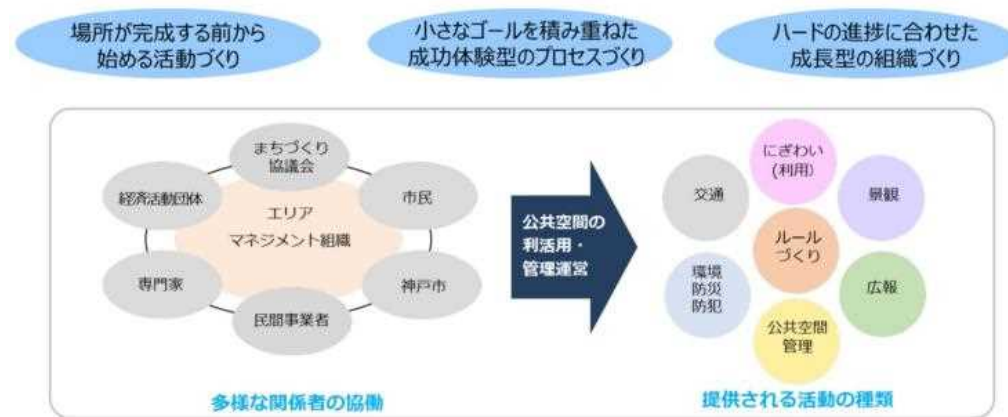 場所が完成する前から
始める活動づくり
小さなゴールを積み重ねた
成功体験型のプロセスづくり
ハードの進捗に合わせた
成長型の組織づくり
まちづくり
協議会
経済活動団体
市民
エリア
マネジメント組織
専門家
神戸市
民間事業者
多様な関係者の協働
公共空間の
利活用・
管理運営
にぎわい
(利用)
交通
景観
ルール
づくり
環境
防災
防犯
広報
公共空間
管理
提供される活動の種類